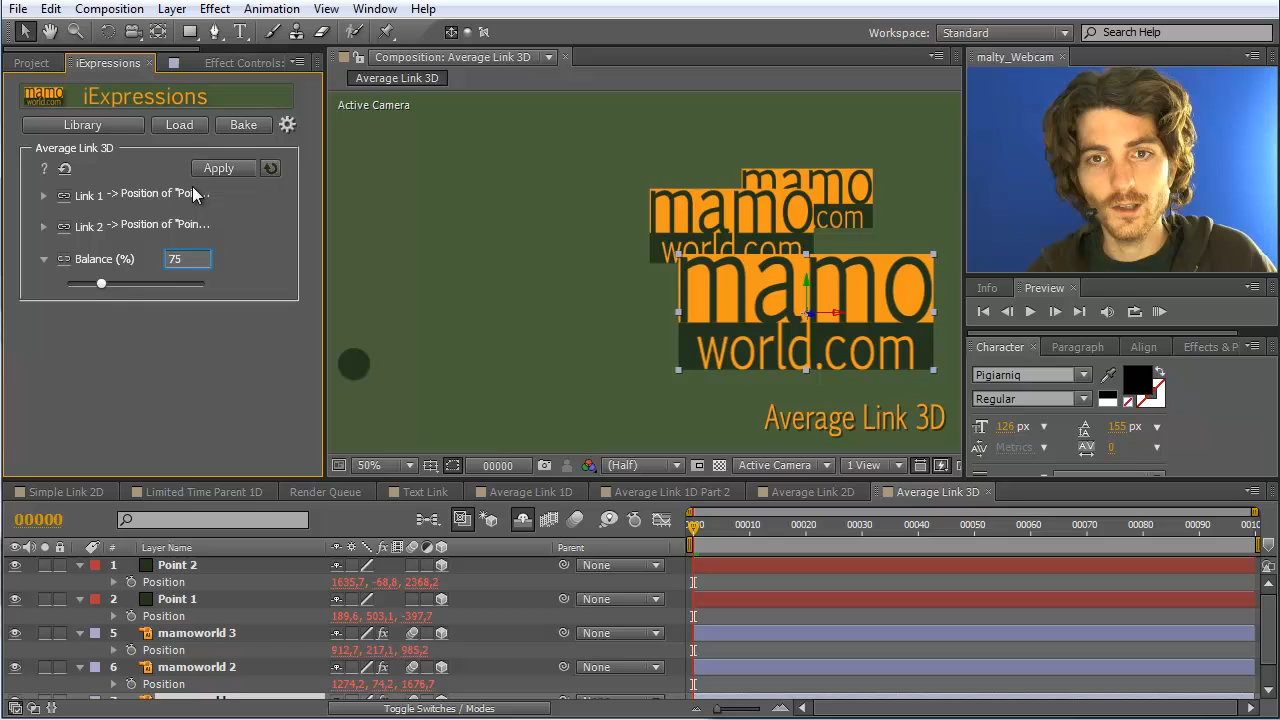 File Edit Composition Layer Effect Animation View Window Help
Workspace: Standard Search Help
Project iExpressions Effect Controls: Composition: Average Link 3D malty_Webcam
Average Link 3D
mamo world.com iExpressions
Active Camera
Library Load Bake
Average Link 3D
? Apply
Link 1 -> Position of "Poin...
Link 2 -> Position of "Poin...
Balance (%) 75
mamo
.com
mamo
world.com
mamo
world.com
Average Link 3D
Info Preview
Character Paragraph Align Effects & P
Pigiarniq
Regular
126 px 155 px
Metrics 0
50% 00000 (Half) Active Camera 1 View
Simple Link 2D Limited Time Parent 1D Render Queue Text Link Average Link 1D Average Link 1D Part 2 Average Link 2D Average Link 3D
00000
00010 00020 00030 00040 00050 00060 00070 00080 00090
# Layer Name Parent
1 Point 2 None
Position 1635,7, -68,8, 2368,2
2 Point 1 None
Position 189,6, 503,1, -397,7
5 mamoworld 3 None
Position 912,7, 217,1, 985,2
6 mamoworld 2 None
Position 1274,2, 74,2, 1676,7
Toggle Switches / Modes